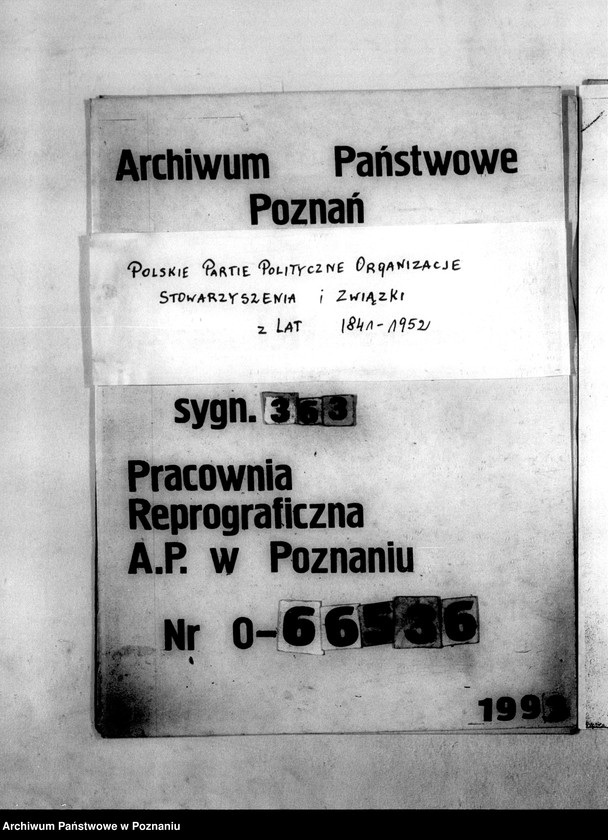 Archiwum Państwowe
Poznań
POLSKIE PARTIE POLITYCZNE ORGANIZACJE
STOWARZYSZENIA i ZWIĄZKI
z LAT 1841-1952
sygn. 363
Pracownia
Reprograficzna
A.P. w Poznaniu
Nr 0-66536
Archiwum Państwowe w Poznaniu